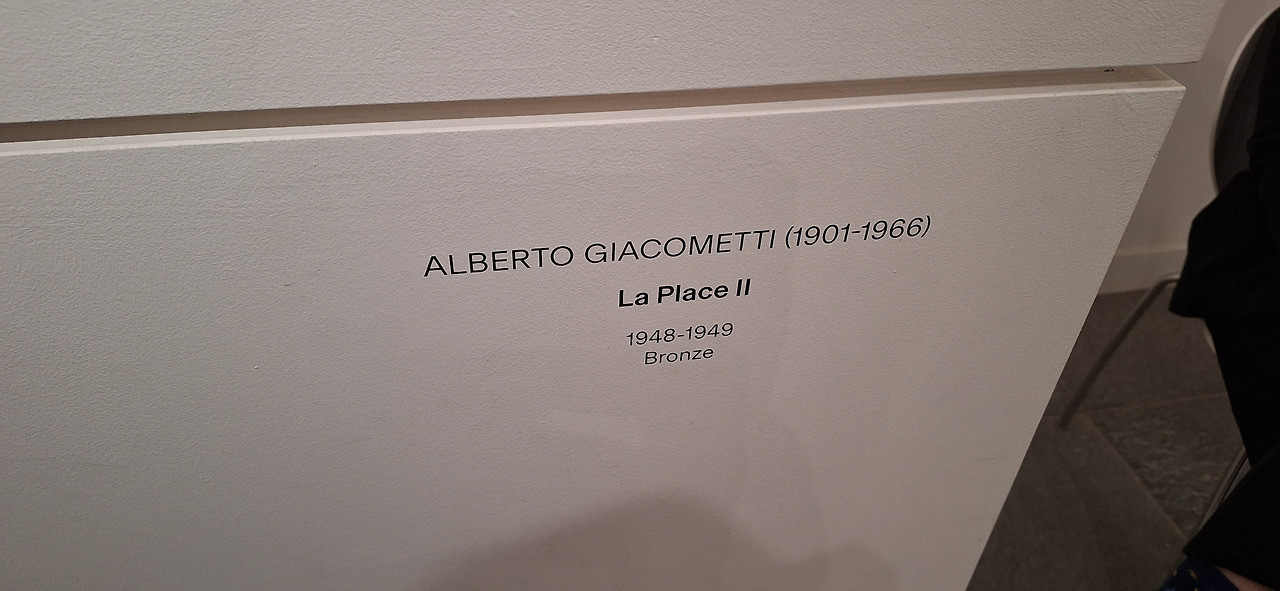 ALBERTO GIACOMETTI (1901-1966)
La Place II
1948-1949
Bronze